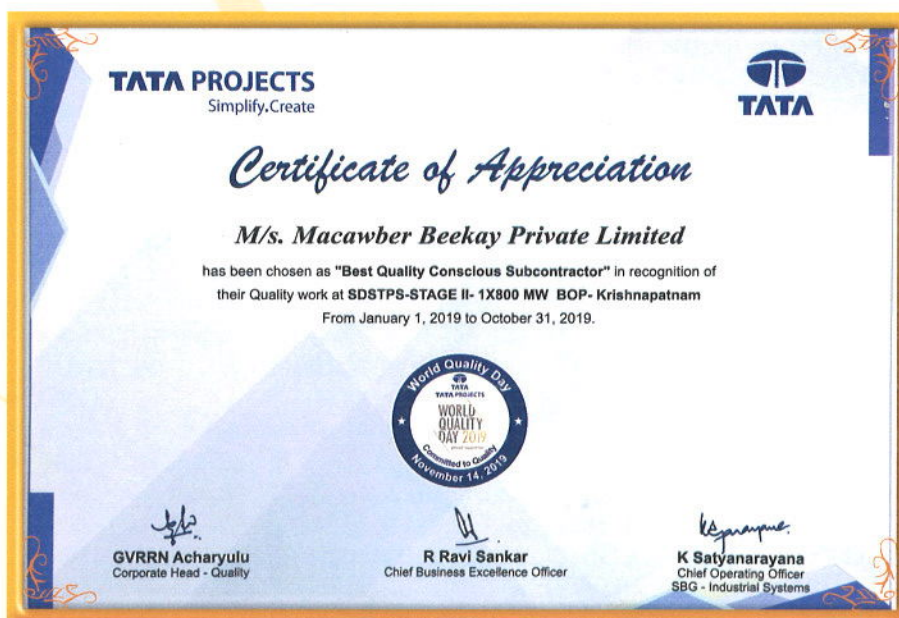 TATA PROJECTS
Simplify.Create
TATA
Certificate of Appreciation
M/s. Macawber Beekay Private Limited
has been chosen as "Best Quality Conscious Subcontractor" in recognition of
their Quality work at SDSTPS-STAGE II- 1X800 MW BOP- Krishnapatnam
From January 1, 2019 to October 31, 2019.
World Quality Day
TATA
TATA PROJECTS
WORLD
QUALITY
DAY 2019
Committed to Quality
November 14, 2019
GVRRN Acharyulu
Corporate Head - Quality
R Ravi Sankar
Chief Business Excellence Officer
K Satyanarayana
Chief Operating Officer
SBG - Industrial Systems